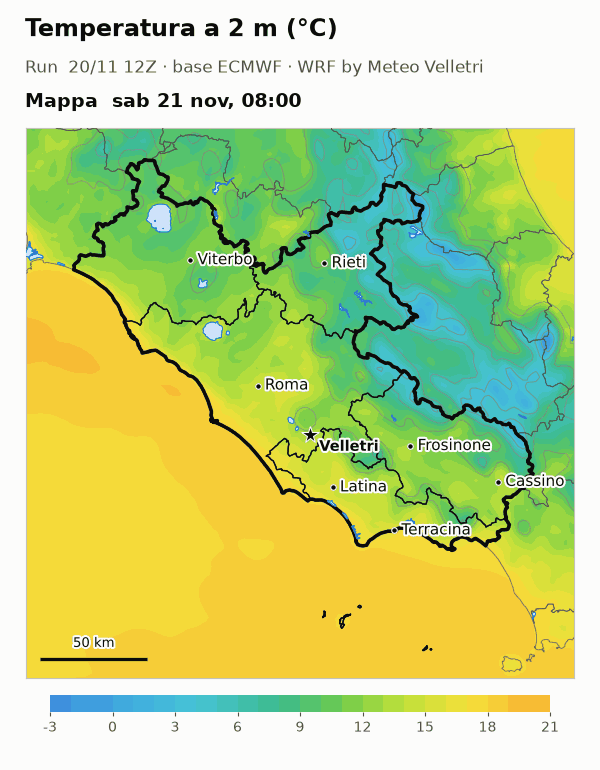 Temperatura a 2 m (°C)
Run  20/11 12Z · base ECMWF · WRF by Meteo Velletri
Mappa  sab 21 nov, 08:00
Viterbo
Rieti
Roma
Velletri
Frosinone
Cassino
Latina
Terracina
50 km
-3 0 3 6 9 12 15 18 21